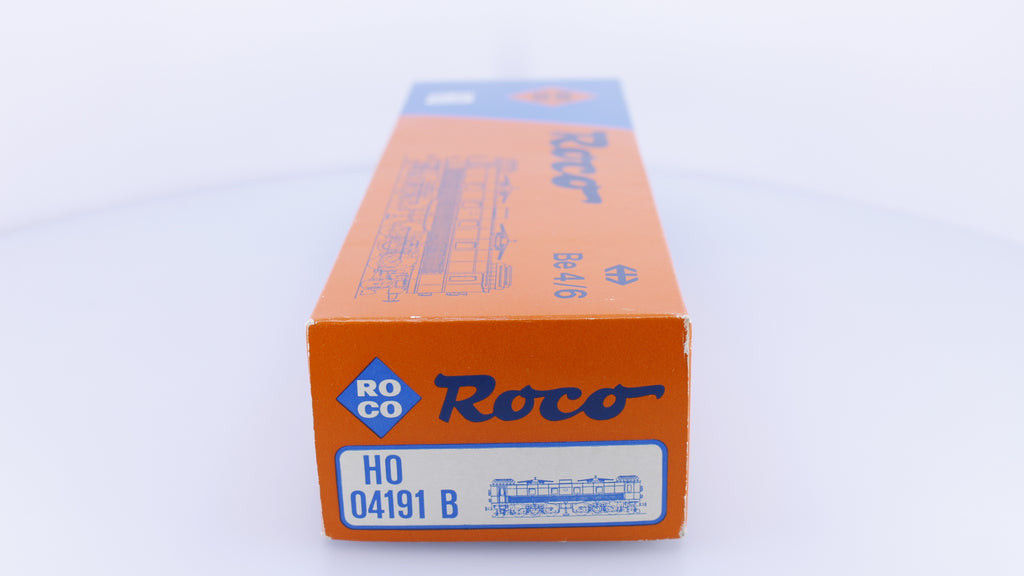 Roco
Be 4/6
RO
CO
Roco
HO
04191 B